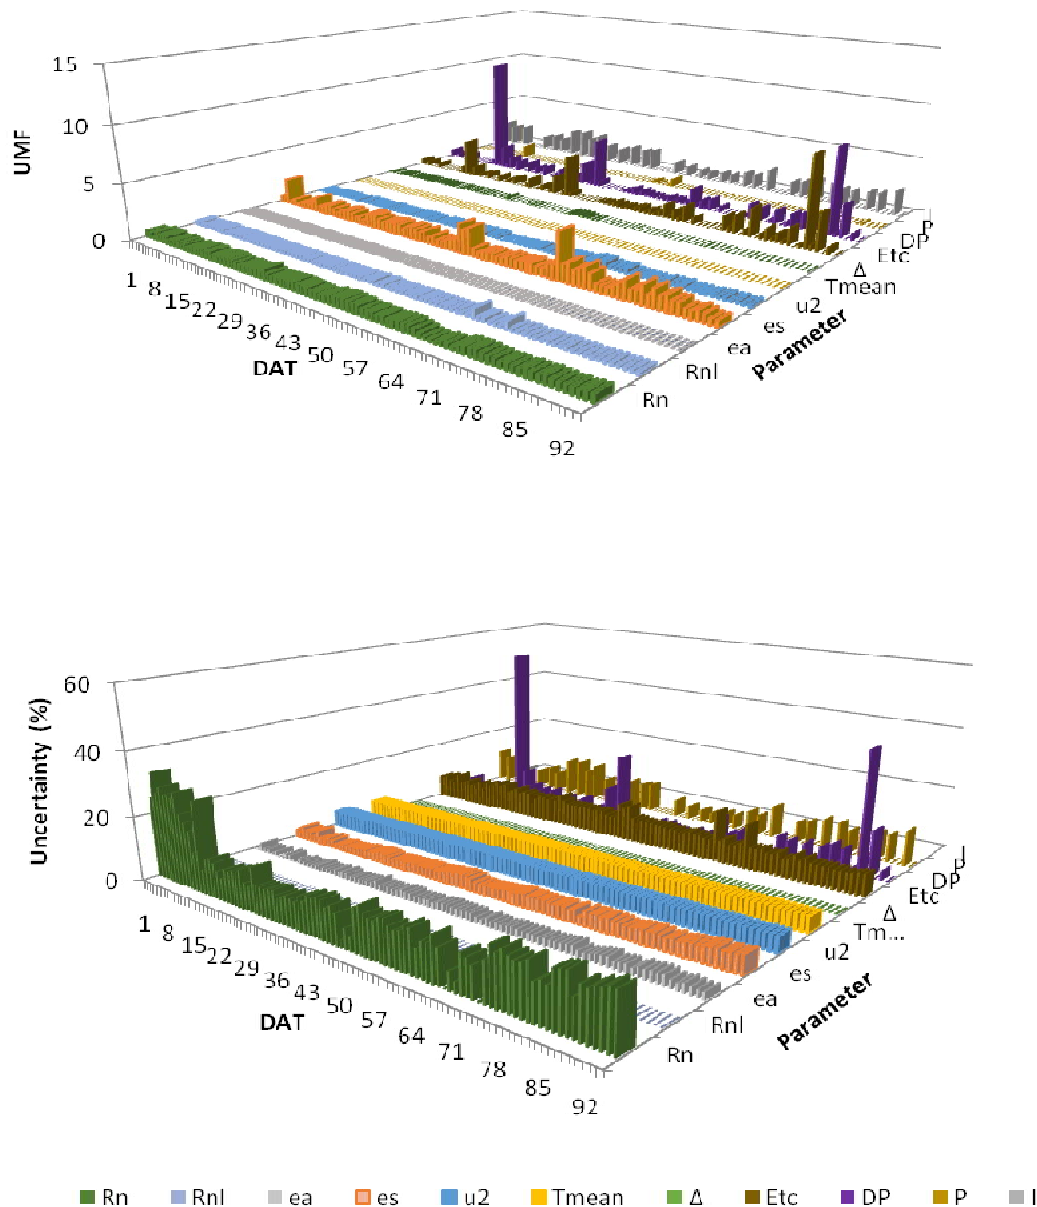 15
10
5
0
UMF
1 8 15 22 29 36 43 50 57 64 71 78 85 92
DAT
Rn Rnl ea es u2 Tmean Δ Etc DP P I
Parameter
60
40
20
0
Uncertainty (%)
1 8 15 22 29 36 43 50 57 64 71 78 85 92
DAT
Rn Rnl ea es u2 Tm... Δ Etc DP P I
Parameter
Rn Rnl ea es u2 Tmean Δ Etc DP P I